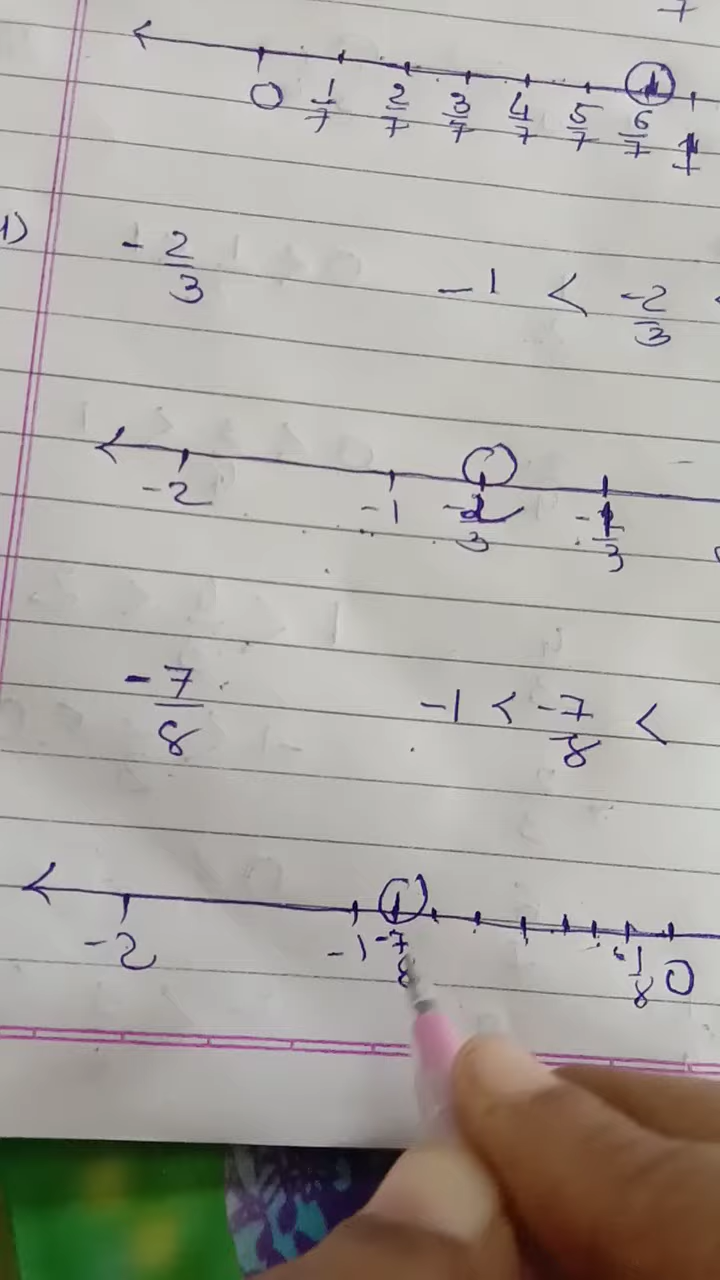 7
0 1/7 2/7 3/7 4/7 5/7 6/7 1
1) -2/3 -1 < -2/3 <
-2 -1 -2/3 -1/3
-7/8 -1 < -7/8 <
-2 -1 -7/8 -1/8 0